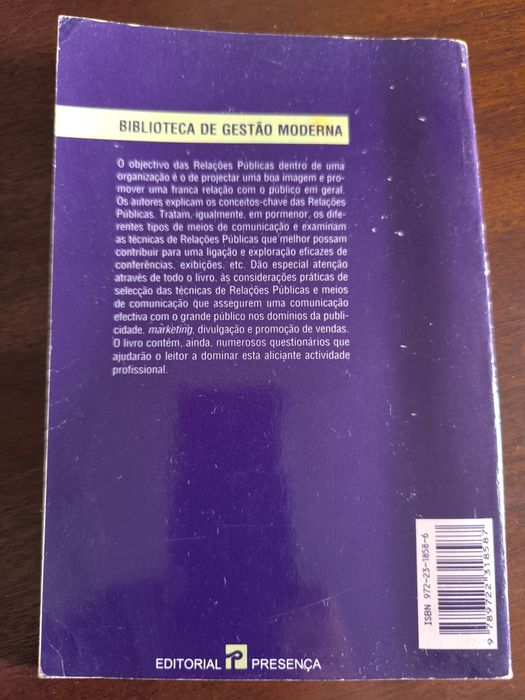 BIBLIOTECA DE GESTÃO MODERNA
O objectivo das Relações Públicas dentro de uma
organização é o de projectar uma boa imagem e pro-
mover uma franca relação com o público em geral.
Os autores explicam os conceitos-chave das Relações
Públicas. Tratam, igualmente, em pormenor, os dife-
rentes tipos de meios de comunicação e examinam
as técnicas de Relações Públicas que melhor possam
contribuir para uma ligação e exploração eficazes de
conferências, exibições, etc. Dão especial atenção
através de todo o livro, às considerações práticas de
selecção das técnicas de Relações Públicas e meios
de comunicação que assegurem uma comunicação
efectiva com o grande público nos domínios da publi-
cidade, marketing, divulgação e promoção de vendas.
O livro contém, ainda, numerosos questionários que
ajudarão o leitor a dominar esta aliciante actividade
profissional.
ISBN 972-23-1858-6
9 789722 318587
EDITORIAL PRESENÇA